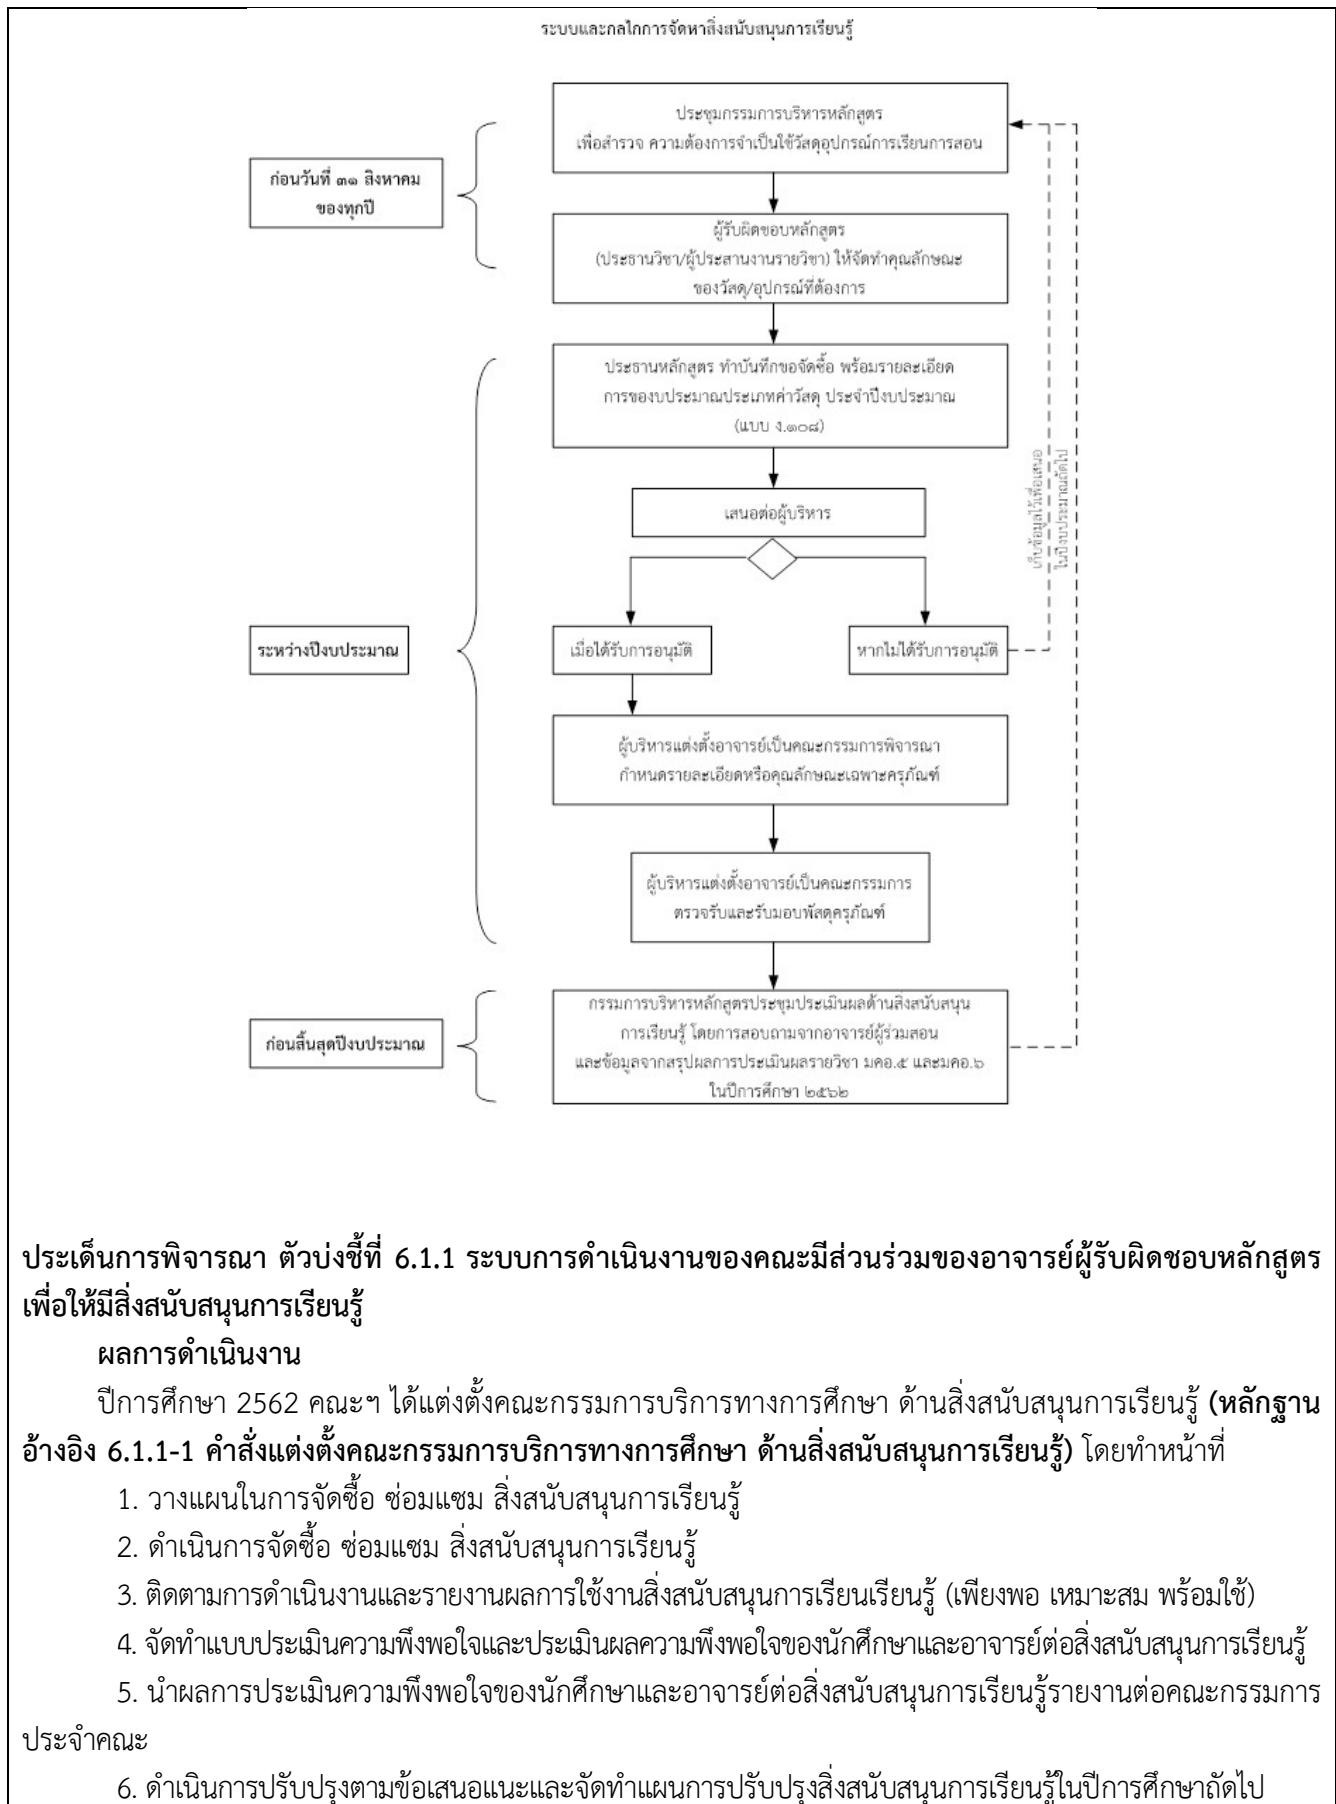 ระบบและกลไกการจัดหาสิ่งสนับสนุนการเรียนรู้
ประชุมกรรมการบริหารหลักสูตร
เพื่อสำรวจ ความต้องการจำเป็นใช้วัสดุอุปกรณ์การเรียนการสอน
ก่อนวันที่ ๓๑ สิงหาคม
ของทุกปี
ผู้รับผิดชอบหลักสูตร
(ประธานวิชา/ผู้ประสานงานรายวิชา) ให้จัดทำคุณลักษณะ
ของวัสดุ/อุปกรณ์ที่ต้องการ
ประธานหลักสูตร ทำบันทึกขอจัดซื้อ พร้อมรายละเอียด
การของบประมาณประเภทค่าวัสดุ ประจำปีงบประมาณ
(แบบ ง.๑๐๘)
เก็บข้อมูลไว้เพื่อเสนอ
ในปีงบประมาณถัดไป
เสนอต่อผู้บริหาร
ระหว่างปีงบประมาณ
เมื่อได้รับการอนุมัติ
หากไม่ได้รับการอนุมัติ
ผู้บริหารแต่งตั้งอาจารย์เป็นคณะกรรมการพิจารณา
กำหนดรายละเอียดหรือคุณลักษณะเฉพาะครุภัณฑ์
ผู้บริหารแต่งตั้งอาจารย์เป็นคณะกรรมการ
ตรวจรับและรับมอบพัสดุครุภัณฑ์
ก่อนสิ้นสุดปีงบประมาณ
กรรมการบริหารหลักสูตรประชุมประเมินผลด้านสิ่งสนับสนุน
การเรียนรู้ โดยการสอบถามจากอาจารย์ผู้ร่วมสอน
และข้อมูลจากสรุปผลการประเมินผลรายวิชา มคอ.๕ และมคอ.๖
ในปีการศึกษา ๒๕๖๒
ประเด็นการพิจารณา ตัวบ่งชี้ที่ 6.1.1 ระบบการดำเนินงานของคณะมีส่วนร่วมของอาจารย์ผู้รับผิดชอบหลักสูตร
เพื่อให้มีสิ่งสนับสนุนการเรียนรู้
ผลการดำเนินงาน
ปีการศึกษา 2562 คณะฯ ได้แต่งตั้งคณะกรรมการบริการทางการศึกษา ด้านสิ่งสนับสนุนการเรียนรู้ (หลักฐาน
อ้างอิง 6.1.1-1 คำสั่งแต่งตั้งคณะกรรมการบริการทางการศึกษา ด้านสิ่งสนับสนุนการเรียนรู้) โดยทำหน้าที่
1. วางแผนในการจัดซื้อ ซ่อมแซม สิ่งสนับสนุนการเรียนรู้
2. ดำเนินการจัดซื้อ ซ่อมแซม สิ่งสนับสนุนการเรียนรู้
3. ติดตามการดำเนินงานและรายงานผลการใช้งานสิ่งสนับสนุนการเรียนเรียนรู้ (เพียงพอ เหมาะสม พร้อมใช้)
4. จัดทำแบบประเมินความพึงพอใจและประเมินผลความพึงพอใจของนักศึกษาและอาจารย์ต่อสิ่งสนับสนุนการเรียนรู้
5. นำผลการประเมินความพึงพอใจของนักศึกษาและอาจารย์ต่อสิ่งสนับสนุนการเรียนรู้รายงานต่อคณะกรรมการ
ประจำคณะ
6. ดำเนินการปรับปรุงตามข้อเสนอแนะและจัดทำแผนการปรับปรุงสิ่งสนับสนุนการเรียนรู้ในปีการศึกษาถัดไป